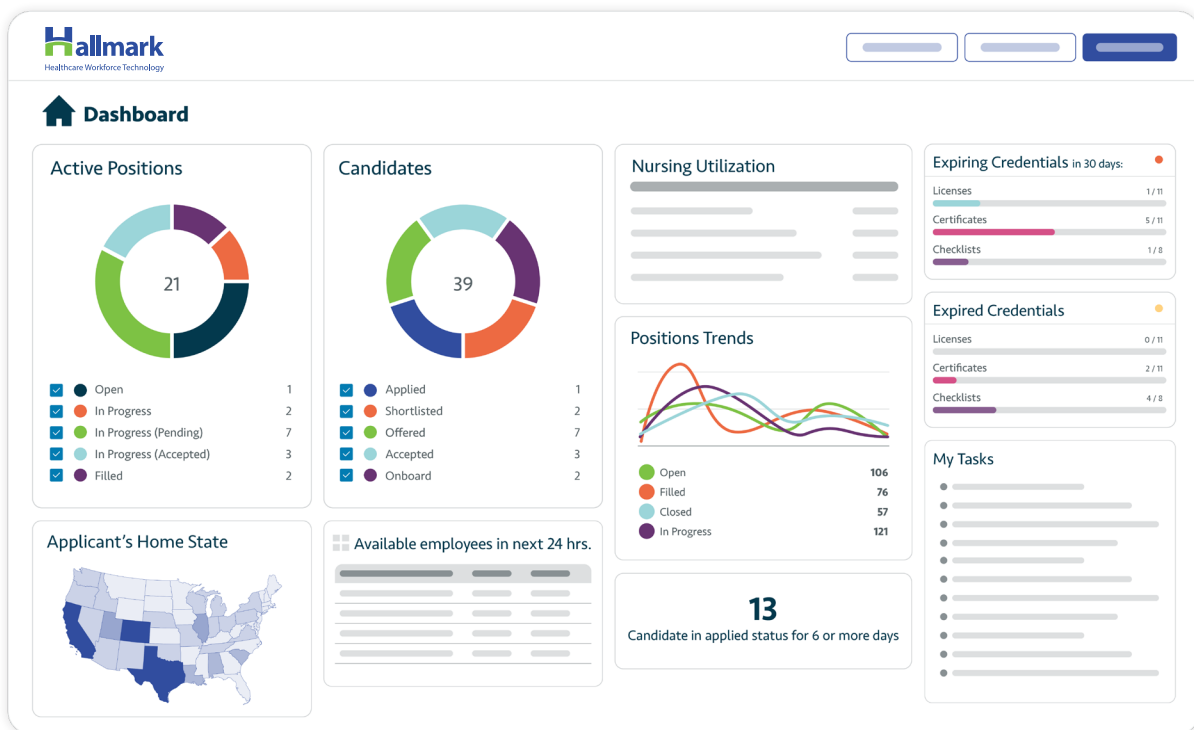 Hallmark
Healthcare Workforce Technology
Dashboard
Active Positions
21
Open 1
In Progress 2
In Progress (Pending) 7
In Progress (Accepted) 3
Filled 2
Candidates
39
Applied 1
Shortlisted 2
Offered 7
Accepted 3
Onboard 2
Nursing Utilization
Positions Trends
Open 106
Filled 76
Closed 57
In Progress 121
Expiring Credentials in 30 days:
Licenses 1 / 11
Certificates 5 / 11
Checklists 1 / 8
Expired Credentials
Licenses 0 / 11
Certificates 2 / 11
Checklists 4 / 8
My Tasks
Applicant's Home State
Available employees in next 24 hrs.
13
Candidate in applied status for 6 or more days